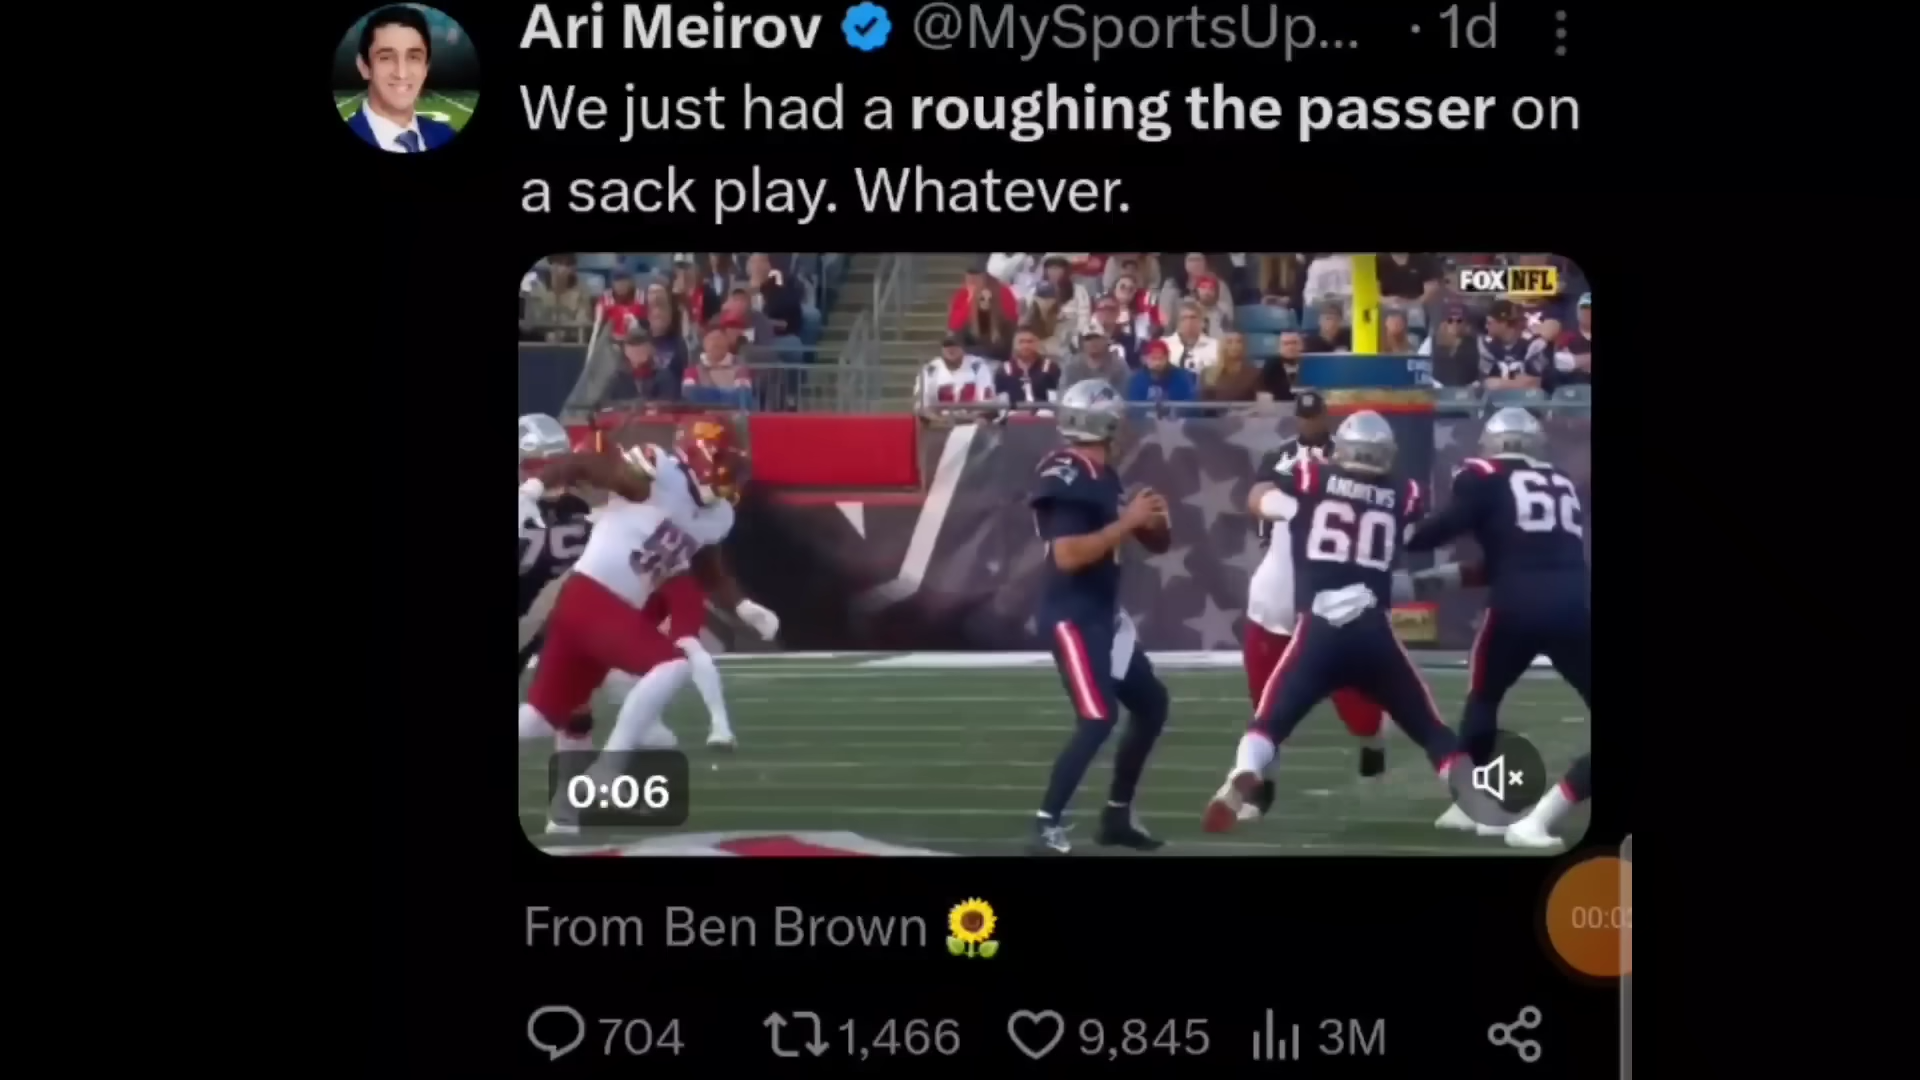 Ari Meirov @MySportsUp... · 1d
We just had a roughing the passer on
a sack play. Whatever.
FOX NFL
ANDREWS
60
62
75
0:06
From Ben Brown
704 1,466 9,845 3M